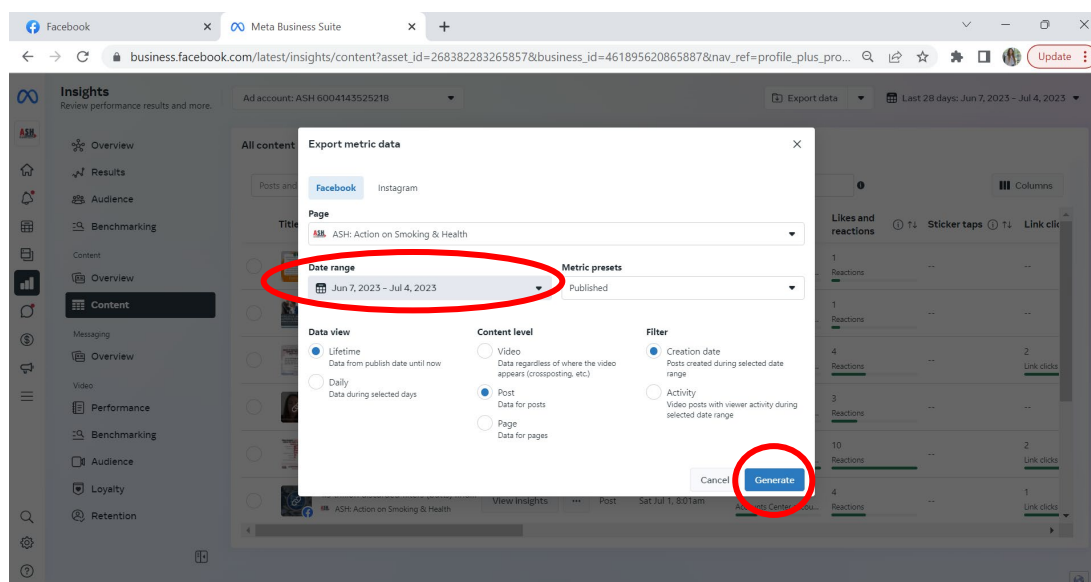 Facebook
Meta Business Suite
business.facebook.com/latest/insights/content?asset_id=268382283265857&business_id=461895620865887&nav_ref=profile_plus_pro...
Update
Insights
Review performance results and more.
Ad account: ASH 6004143525218
Export data
Last 28 days: Jun 7, 2023 – Jul 4, 2023
ASH.
Overview
Results
Audience
Benchmarking
Content
Overview
Content
Messaging
Overview
Video
Performance
Benchmarking
Audience
Loyalty
Retention
All content
Posts and
Columns
Title
Likes and reactions
Sticker taps
Link clic
1
Reactions
--
--
1
Reactions
--
--
4
Reactions
--
2
Link clicks
3
Reactions
--
--
10
Reactions
--
2
Link clicks
4
Reactions
--
1
Link clicks
ASH: Action on Smoking & Health
View insights
Post
Sat Jul 1, 8:01am
Export metric data
Facebook
Instagram
Page
ASH. ASH: Action on Smoking & Health
Date range
Metric presets
Jun 7, 2023 – Jul 4, 2023
Published
Data view
Lifetime
Data from publish date until now
Daily
Data during selected days
Content level
Video
Data regardless of where the video
appears (crossposting, etc.)
Post
Data for posts
Page
Data for pages
Filter
Creation date
Posts created during selected date
range
Activity
Video posts with viewer activity during
selected date range
Cancel
Generate